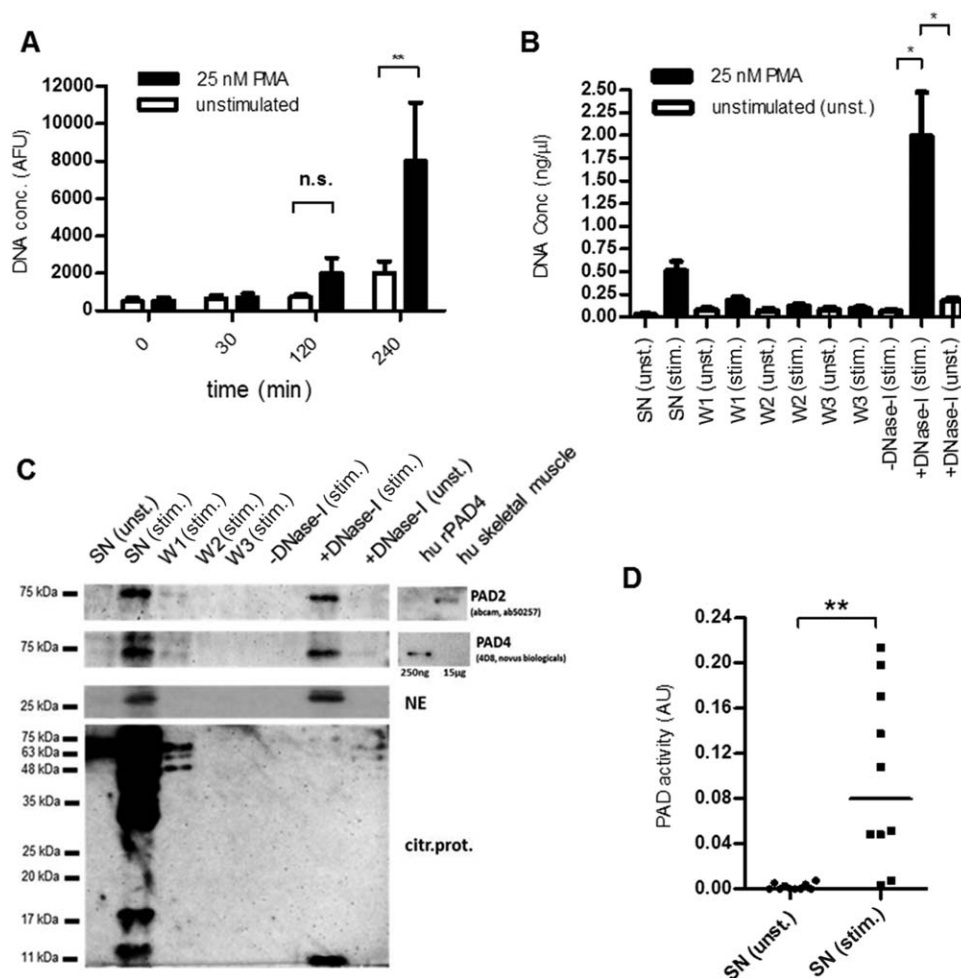 A
25 nM PMA
unstimulated
**
n.s.
12000
10000
8000
6000
4000
2000
0
DNA conc. (AFU)
0
30
120
240
time (min)
B
25 nM PMA
unstimulated (unst.)
*
*
2.50
2.25
2.00
1.75
1.50
1.25
1.00
0.75
0.50
0.25
0.00
DNA Conc (ng/µl)
SN (unst.)
SN (stim.)
W1 (unst.)
W1 (stim.)
W2 (unst.)
W2 (stim.)
W3 (unst.)
W3 (stim.)
-DNase-I (stim.)
+DNase-I (stim.)
+DNase-I (unst.)
C
SN (unst.)
SN (stim.)
W1 (stim.)
W2 (stim.)
W3 (stim.)
-DNase-I (stim.)
+DNase-I (stim.)
+DNase-I (unst.)
hu rPAD4
hu skeletal muscle
75 kDa
PAD2
(abcam, ab50257)
75 kDa
PAD4
(4D8, novus biologicals)
250ng
15µg
25 kDa
NE
75 kDa
63 kDa
48 kDa
35 kDa
25 kDa
20 kDa
17 kDa
11 kDa
citr.prot.
D
**
0.24
0.20
0.16
0.12
0.08
0.04
0.00
PAD activity (AU)
SN (unst.)
SN (stim.)